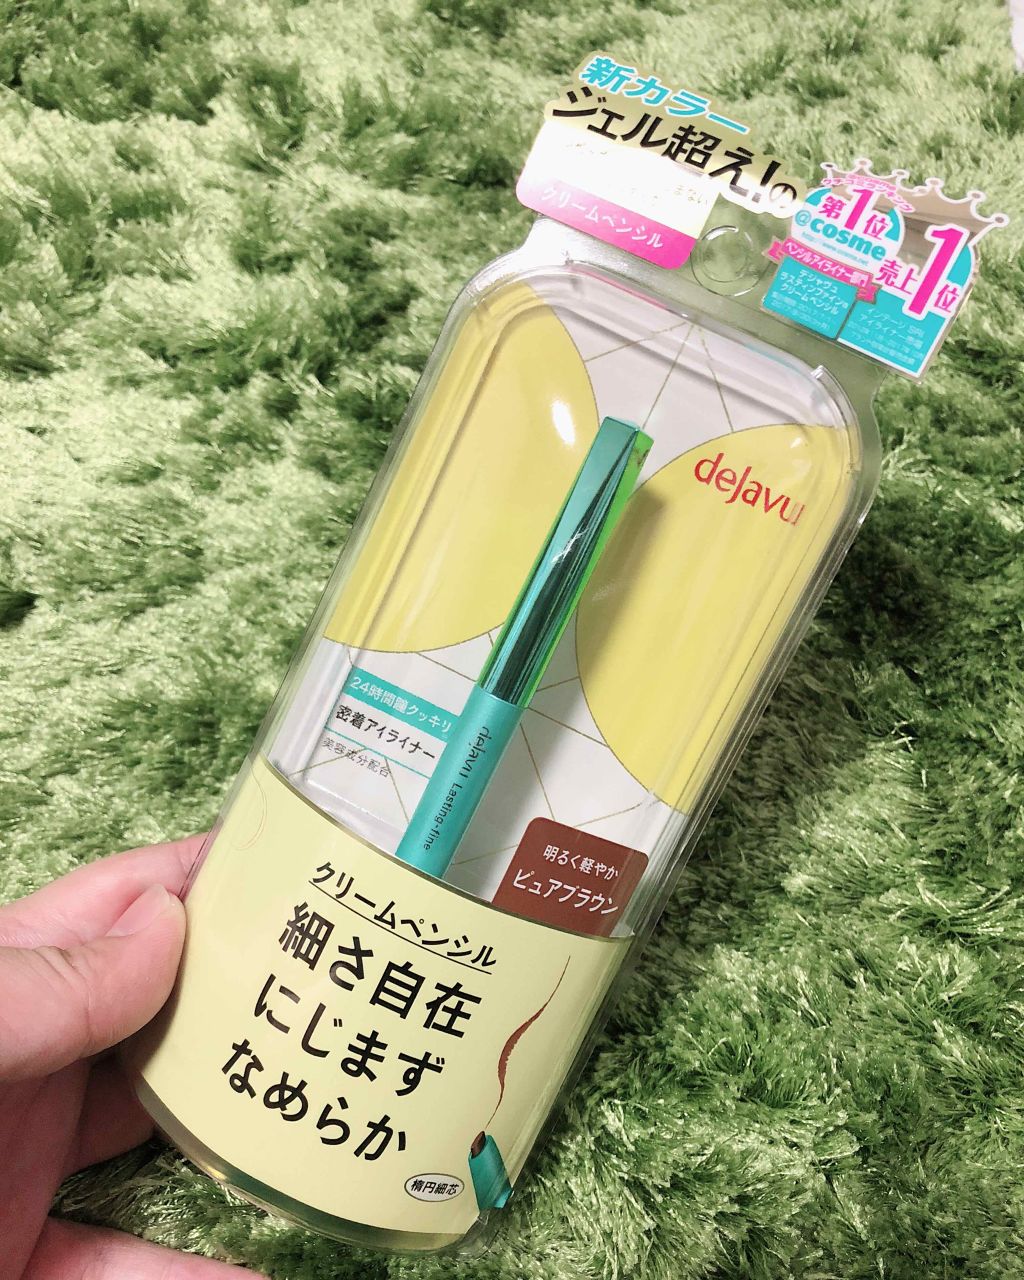 新カラー
ジェル超え!の
まない
クリームペンシル
第1位
@cosme
ペンシルアイライナー部門
デジャヴュ
ラスティンファインa
クリームペンシル
売上1位
dejavu
24時間瞳クッキリ
密着アイライナー
美容成分配合
dejavu Lasting-fine
明るく軽やか
ピュアブラウン
クリームペンシル
細さ自在
にじまず
なめらか
楕円細芯